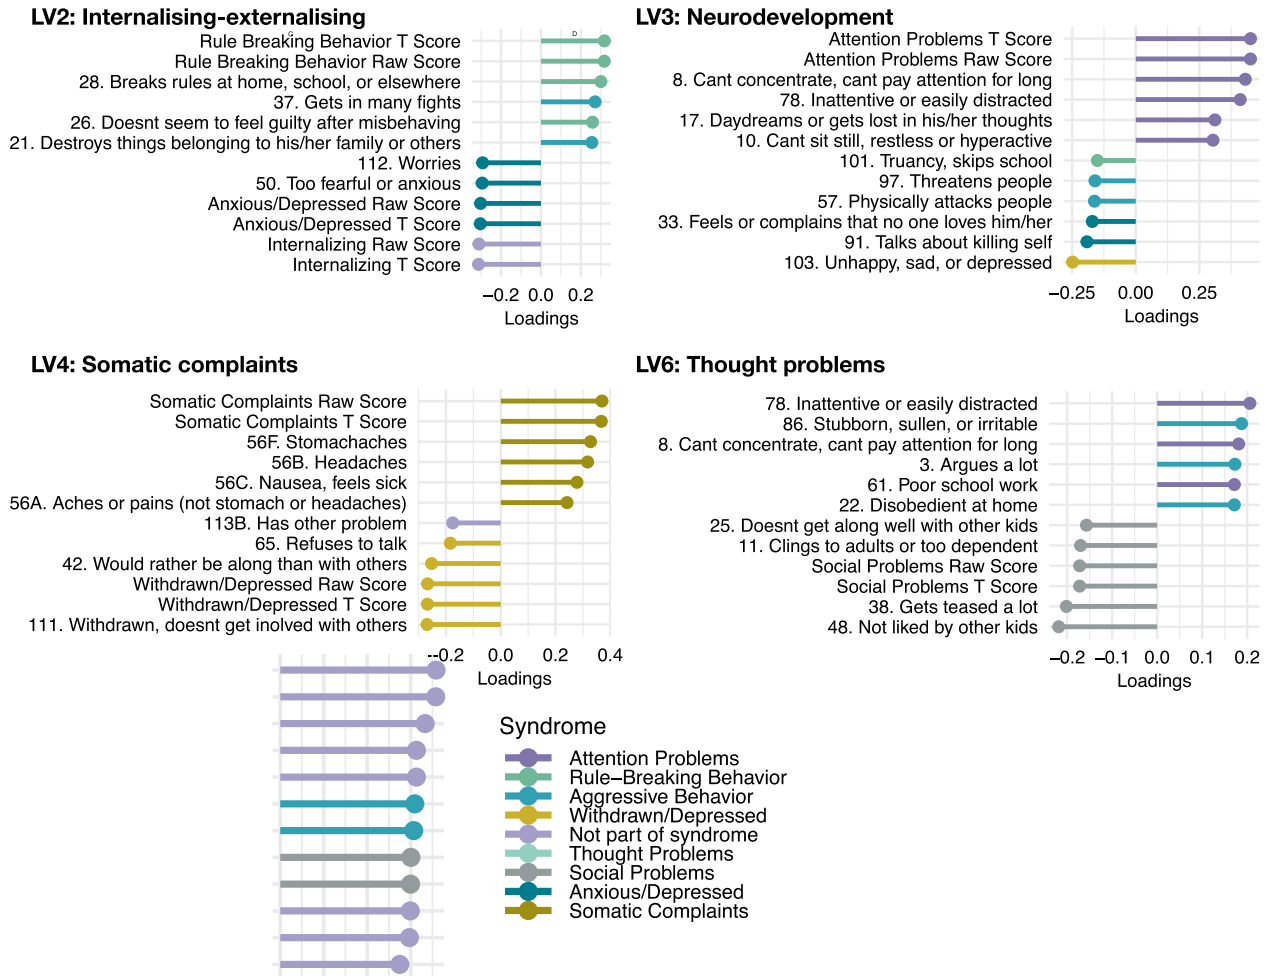 LV2: Internalising-externalising
G D
Rule Breaking Behavior T Score
Rule Breaking Behavior Raw Score
28. Breaks rules at home, school, or elsewhere
37. Gets in many fights
26. Doesnt seem to feel guilty after misbehaving
21. Destroys things belonging to his/her family or others
112. Worries
50. Too fearful or anxious
Anxious/Depressed Raw Score
Anxious/Depressed T Score
Internalizing Raw Score
Internalizing T Score
−0.2 0.0 0.2
Loadings
LV3: Neurodevelopment
Attention Problems T Score
Attention Problems Raw Score
8. Cant concentrate, cant pay attention for long
78. Inattentive or easily distracted
17. Daydreams or gets lost in his/her thoughts
10. Cant sit still, restless or hyperactive
101. Truancy, skips school
97. Threatens people
57. Physically attacks people
33. Feels or complains that no one loves him/her
91. Talks about killing self
103. Unhappy, sad, or depressed
−0.25 0.00 0.25
Loadings
LV4: Somatic complaints
Somatic Complaints Raw Score
Somatic Complaints T Score
56F. Stomachaches
56B. Headaches
56C. Nausea, feels sick
56A. Aches or pains (not stomach or headaches)
113B. Has other problem
65. Refuses to talk
42. Would rather be along than with others
Withdrawn/Depressed Raw Score
Withdrawn/Depressed T Score
111. Withdrawn, doesnt get inolved with others
--0.2 0.0 0.2 0.4
Loadings
LV6: Thought problems
78. Inattentive or easily distracted
86. Stubborn, sullen, or irritable
8. Cant concentrate, cant pay attention for long
3. Argues a lot
61. Poor school work
22. Disobedient at home
25. Doesnt get along well with other kids
11. Clings to adults or too dependent
Social Problems Raw Score
Social Problems T Score
38. Gets teased a lot
48. Not liked by other kids
−0.2 −0.1 0.0 0.1 0.2
Loadings
Syndrome
Attention Problems
Rule−Breaking Behavior
Aggressive Behavior
Withdrawn/Depressed
Not part of syndrome
Thought Problems
Social Problems
Anxious/Depressed
Somatic Complaints